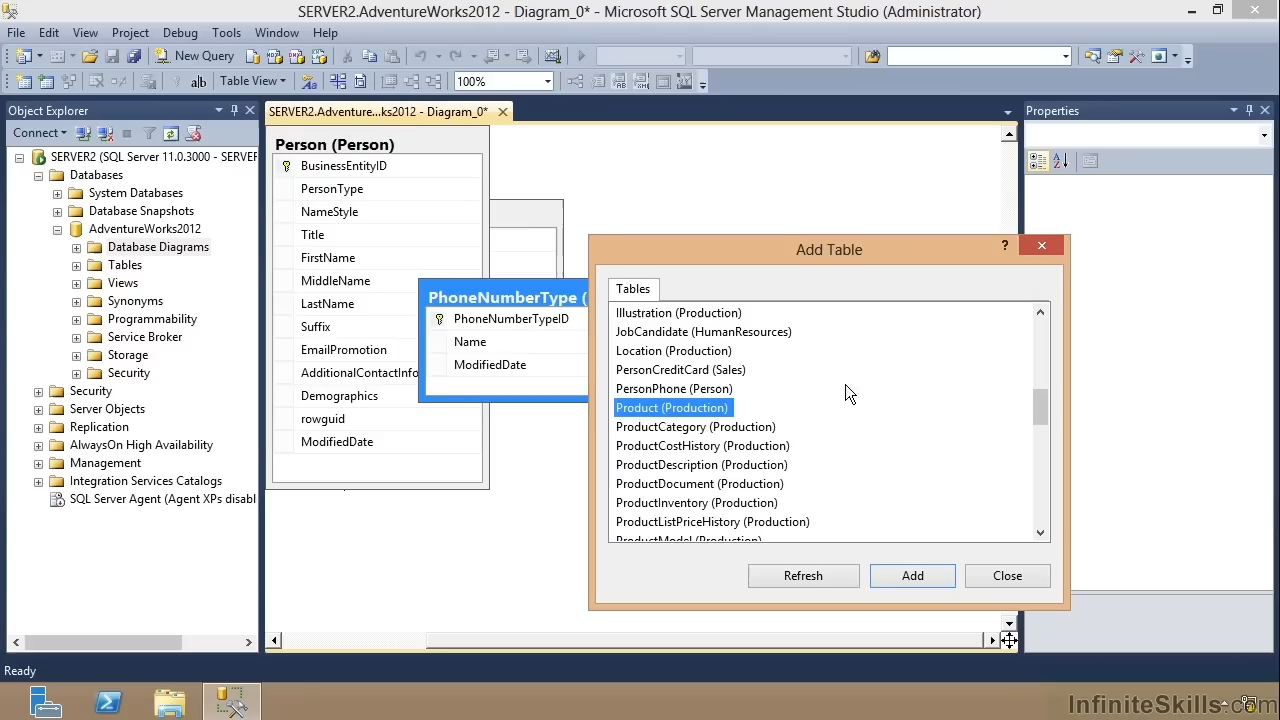 SERVER2.AdventureWorks2012 - Diagram_0* - Microsoft SQL Server Management Studio (Administrator)
File Edit View Project Debug Tools Window Help
New Query
Table View 100%
Object Explorer
Connect
SERVER2 (SQL Server 11.0.3000 - SERVER
Databases
System Databases
Database Snapshots
AdventureWorks2012
Database Diagrams
Tables
Views
Synonyms
Programmability
Service Broker
Storage
Security
Security
Server Objects
Replication
AlwaysOn High Availability
Management
Integration Services Catalogs
SQL Server Agent (Agent XPs disabl
SERVER2.Adventure...ks2012 - Diagram_0*
Person (Person)
BusinessEntityID
PersonType
NameStyle
Title
FirstName
MiddleName
LastName
Suffix
EmailPromotion
AdditionalContactInfo
Demographics
rowguid
ModifiedDate
PhoneNumberType (
PhoneNumberTypeID
Name
ModifiedDate
Add Table
Tables
Illustration (Production)
JobCandidate (HumanResources)
Location (Production)
PersonCreditCard (Sales)
PersonPhone (Person)
Product (Production)
ProductCategory (Production)
ProductCostHistory (Production)
ProductDescription (Production)
ProductDocument (Production)
ProductInventory (Production)
ProductListPriceHistory (Production)
ProductModel (Production)
Refresh Add Close
Properties
Ready
InfiniteSkills.com